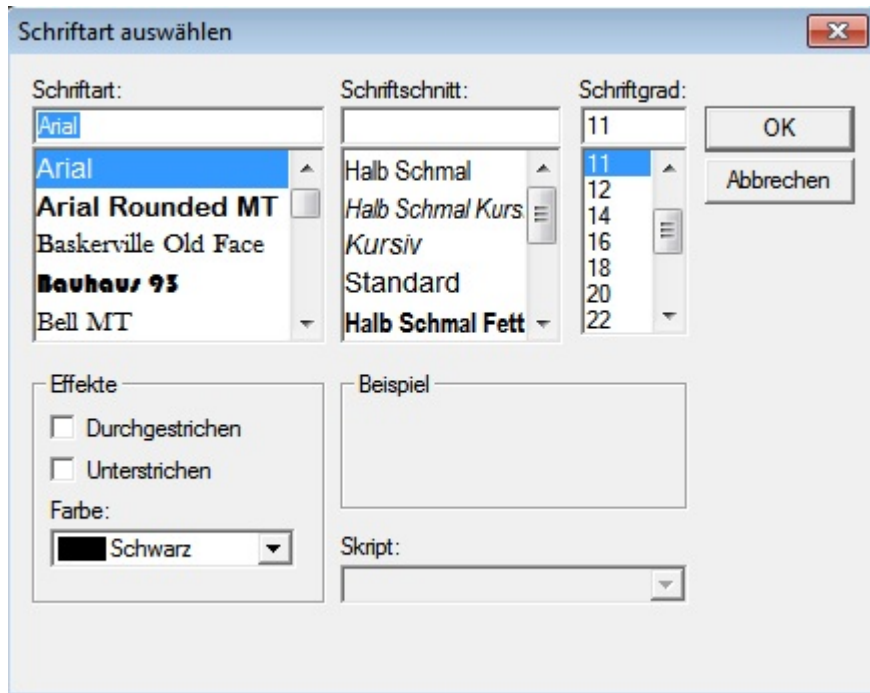 Schriftart auswählen
Schriftart:
Arial
Arial
Arial Rounded MT
Baskerville Old Face
Bauhaus 93
Bell MT
Schriftschnitt:
Halb Schmal
Halb Schmal Kurs
Kursiv
Standard
Halb Schmal Fett
Schriftgrad:
11
11
12
14
16
18
20
22
OK
Abbrechen
Effekte
Durchgestrichen
Unterstrichen
Farbe:
Schwarz
Beispiel
Skript: